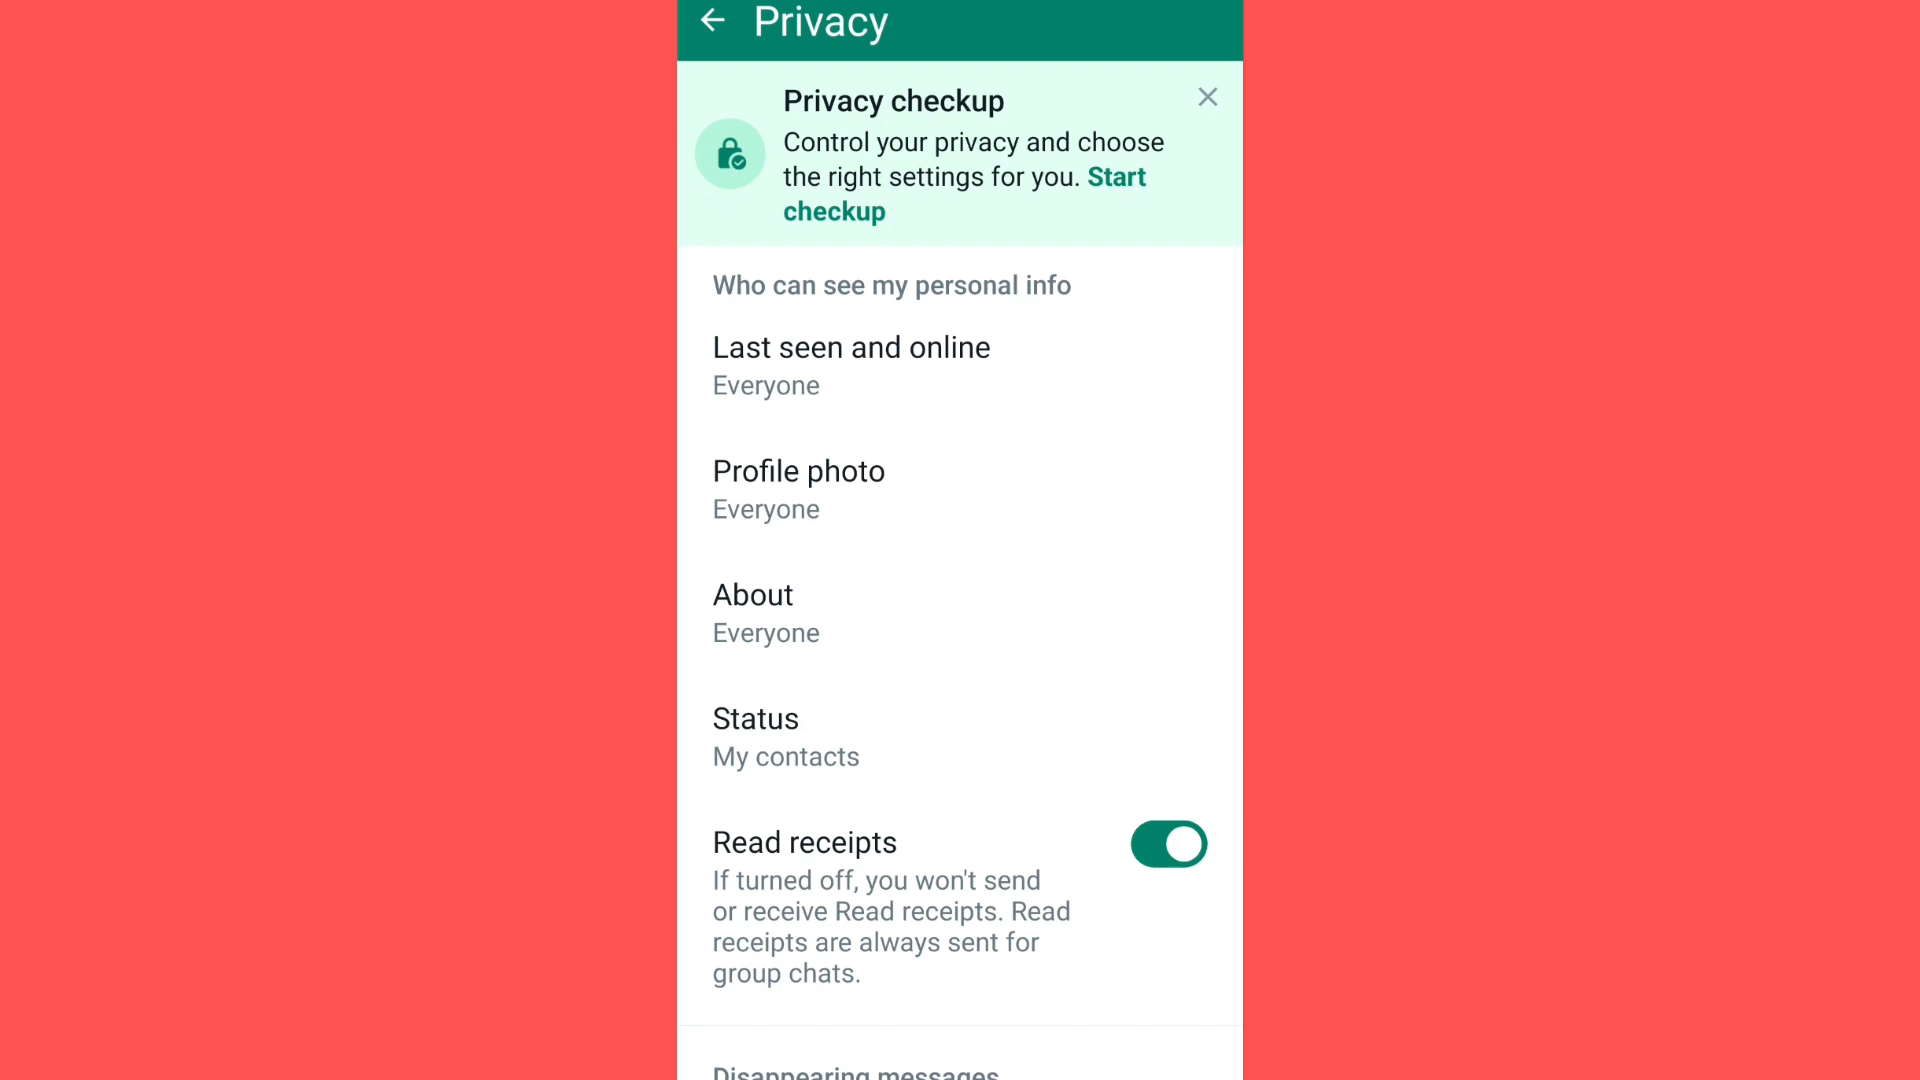 Privacy
Privacy checkup
Control your privacy and choose
the right settings for you. Start
checkup
Who can see my personal info
Last seen and online
Everyone
Profile photo
Everyone
About
Everyone
Status
My contacts
Read receipts
If turned off, you won't send
or receive Read receipts. Read
receipts are always sent for
group chats.
Disappearing messages